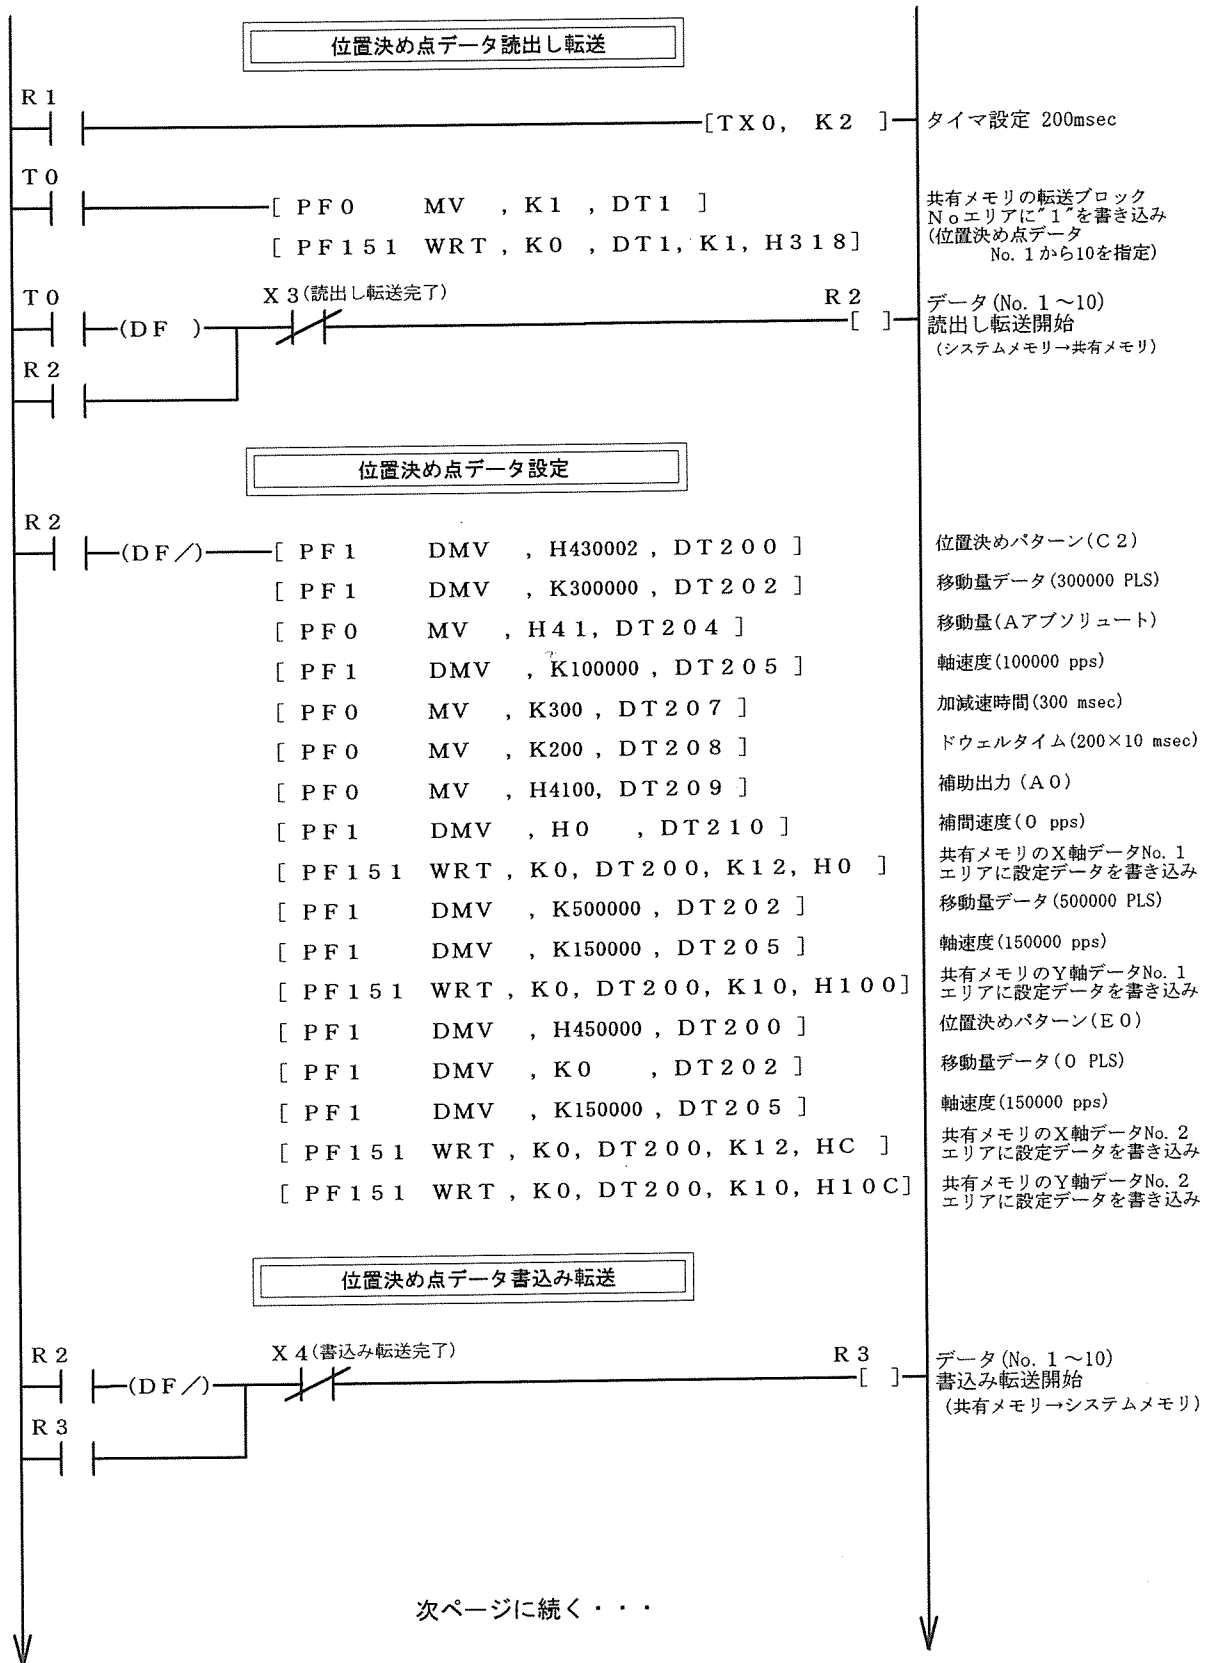 位置決め点データ読出し転送
R1
[TX0, K2 ]
タイマ設定 200msec
T0
[ PF0 MV , K1 , DT1 ]
共有メモリの転送ブロック
Noエリアに"1"を書き込み
[ PF151 WRT, K0 , DT1, K1, H318]
(位置決め点データ
No. 1から10を指定)
T0
(DF )
X3(読出し転送完了)
R2
[ ]
データ(No. 1～10)
読出し転送開始
(システムメモリ→共有メモリ)
R2
位置決め点データ設定
R2
(DF/)
[ PF1 DMV , H430002 , DT200 ]
位置決めパターン(C2)
[ PF1 DMV , K300000 , DT202 ]
移動量データ(300000 PLS)
[ PF0 MV , H41, DT204 ]
移動量(Aアブソリュート)
[ PF1 DMV , K100000 , DT205 ]
軸速度(100000 pps)
[ PF0 MV , K300 , DT207 ]
加減速時間(300 msec)
[ PF0 MV , K200 , DT208 ]
ドウェルタイム(200×10 msec)
[ PF0 MV , H4100, DT209 ]
補助出力(A0)
[ PF1 DMV , H0 , DT210 ]
補間速度(0 pps)
[ PF151 WRT , K0, DT200, K12, H0 ]
共有メモリのX軸データNo. 1
エリアに設定データを書き込み
[ PF1 DMV , K500000 , DT202 ]
移動量データ(500000 PLS)
[ PF1 DMV , K150000 , DT205 ]
軸速度(150000 pps)
[ PF151 WRT , K0, DT200, K10, H100]
共有メモリのY軸データNo. 1
エリアに設定データを書き込み
[ PF1 DMV , H450000 , DT200 ]
位置決めパターン(E0)
[ PF1 DMV , K0 , DT202 ]
移動量データ(0 PLS)
[ PF1 DMV , K150000 , DT205 ]
軸速度(150000 pps)
[ PF151 WRT , K0, DT200, K12, HC ]
共有メモリのX軸データNo. 2
エリアに設定データを書き込み
[ PF151 WRT , K0, DT200, K10, H10C]
共有メモリのY軸データNo. 2
エリアに設定データを書き込み
位置決め点データ書込み転送
R2
(DF/)
X4(書込み転送完了)
R3
[ ]
データ(No. 1～10)
書込み転送開始
(共有メモリ→システムメモリ)
R3
次ページに続く・・・